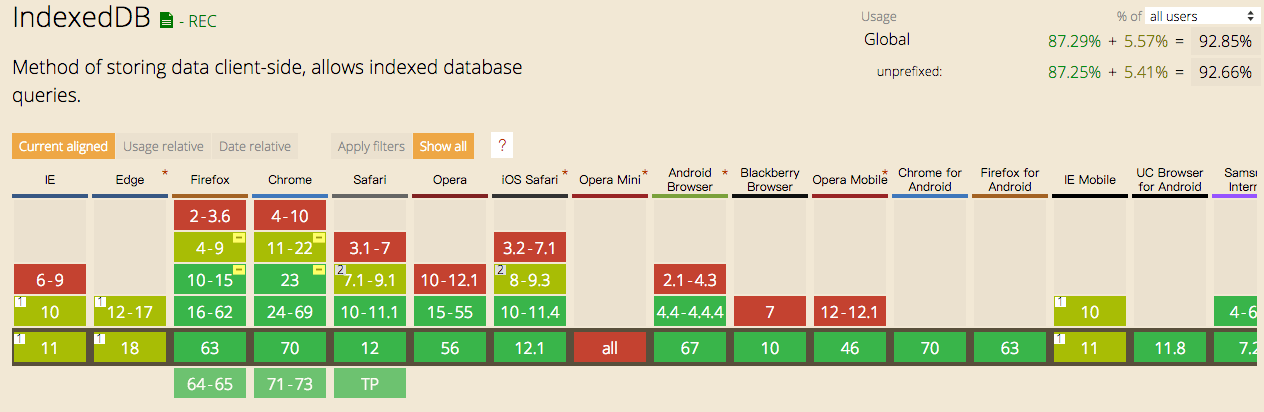 IndexedDB - REC
Usage % of all users
Global 87.29% + 5.57% = 92.85%
unprefixed: 87.25% + 5.41% = 92.66%
Method of storing data client-side, allows indexed database
queries.
Current aligned Usage relative Date relative Apply filters Show all ?
IE Edge * Firefox Chrome Safari Opera iOS Safari * Opera Mini * Android Browser * Blackberry Browser Opera Mobile * Chrome for Android Firefox for Android IE Mobile UC Browser for Android
2-3.6 4-10
4-9 11-22 3.1-7 3.2-7.1
6-9 10-15 23 2 7.1-9.1 10-12.1 2 8-9.3 2.1-4.3
1 10 1 12-17 16-62 24-69 10-11.1 15-55 10-11.4 4.4-4.4.4 7 12-12.1 1 10
1 11 1 18 63 70 12 56 12.1 all 67 10 46 70 63 1 11 11.8
64-65 71-73 TP